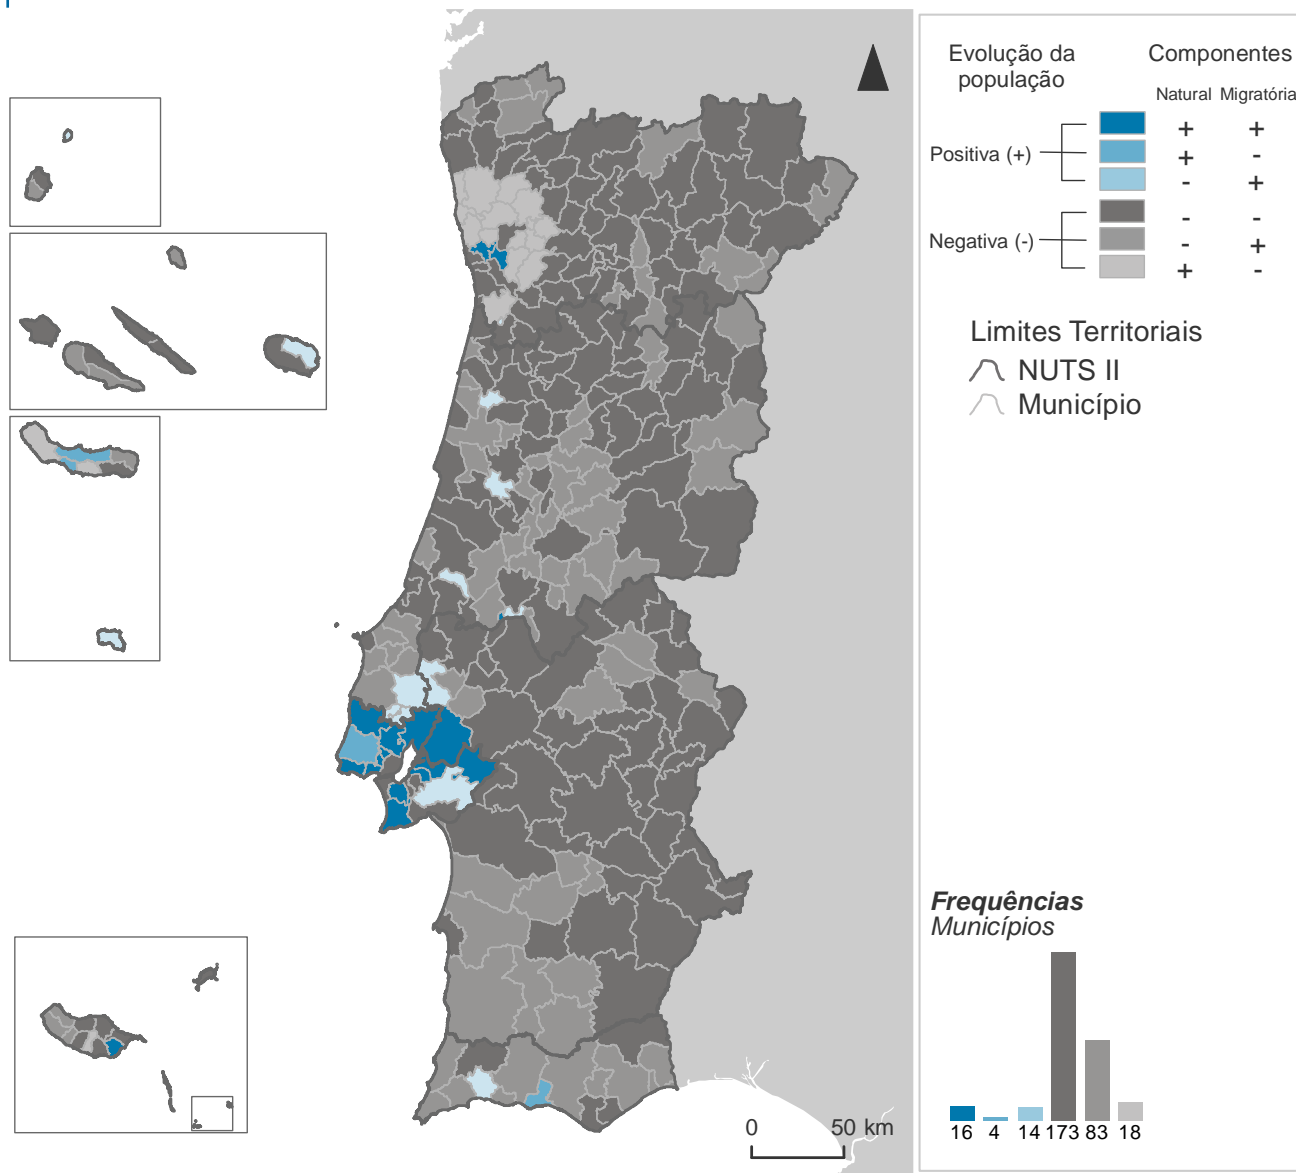 Evolução da
população
Componentes
Natural Migratória
+ +
Positiva (+) + -
- +
- -
Negativa (-) - +
+ -
Limites Territoriais
NUTS II
Município
Frequências
Municípios
16 4 14 173 83 18
0 50 km